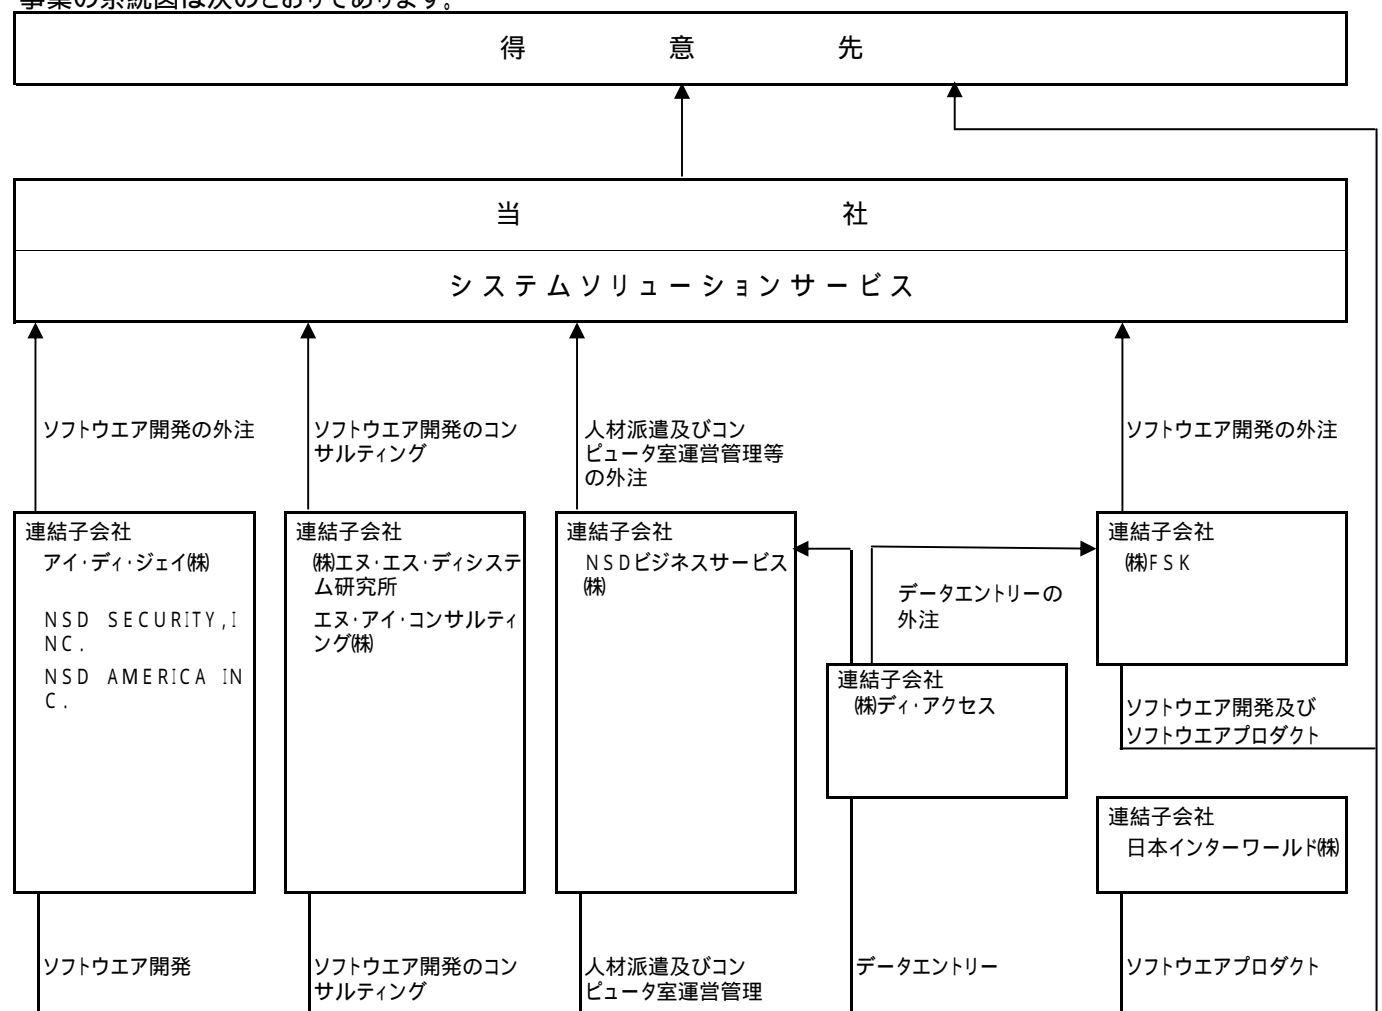 事業の系統図は次のとおりであります。
得意先
当社
システムソリューションサービス
ソフトウエア開発の外注
ソフトウエア開発のコン
サルティング
人材派遣及びコン
ピュータ室運営管理等
の外注
ソフトウエア開発の外注
連結子会社
アイ・ディ・ジェイ㈱
NSD SECURITY,I
NC.
NSD AMERICA IN
C.
連結子会社
㈱エヌ・エス・ディシステ
ム研究所
エヌ・アイ・コンサルティ
ング㈱
連結子会社
NSDビジネスサービス
㈱
データエントリーの
外注
連結子会社
㈱ディ・アクセス
連結子会社
㈱FSK
ソフトウエア開発及び
ソフトウエアプロダクト
連結子会社
日本インターワールド㈱
ソフトウエア開発
ソフトウエア開発のコン
サルティング
人材派遣及びコン
ピュータ室運営管理
データエントリー
ソフトウエアプロダクト